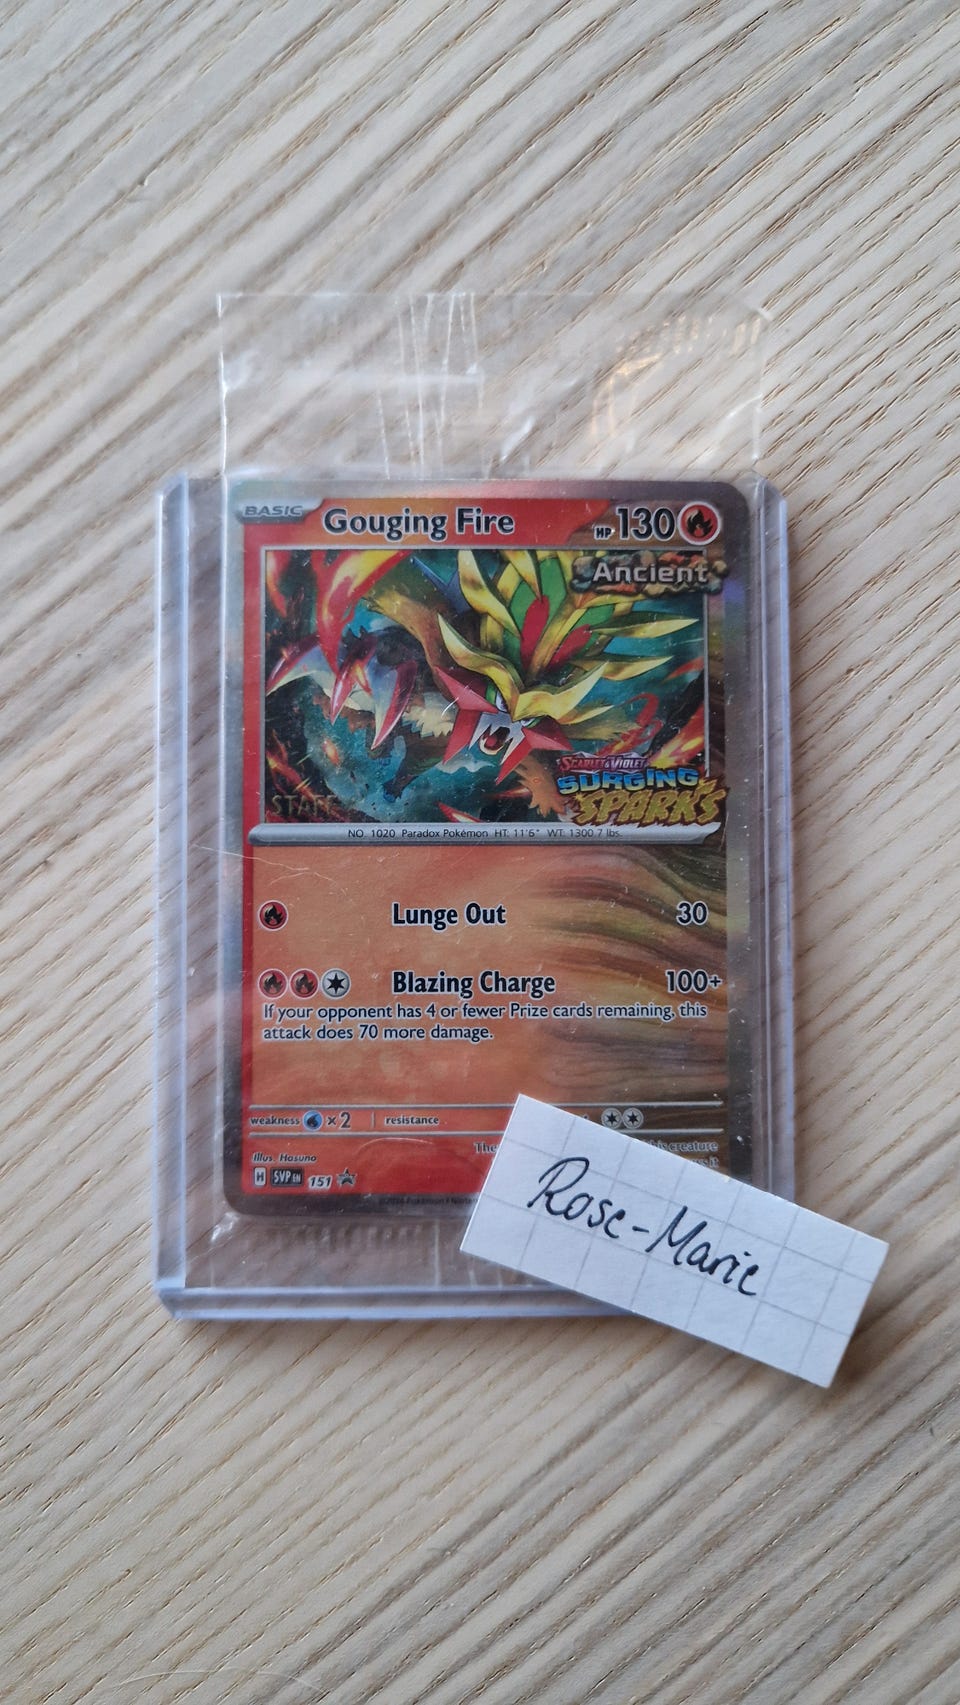 BASIC Gouging Fire HP 130
Ancient
SCARLET & VIOLET
SURGING
SPARKS
STAFF
NO. 1020 Paradox Pokémon HT: 11'6" WT: 1300.7 lbs.
Lunge Out 30
Blazing Charge 100+
If your opponent has 4 or fewer Prize cards remaining, this
attack does 70 more damage.
weakness ×2 resistance
Illus. Hasuno
creature
H SVP EN 151
Rose-Marie